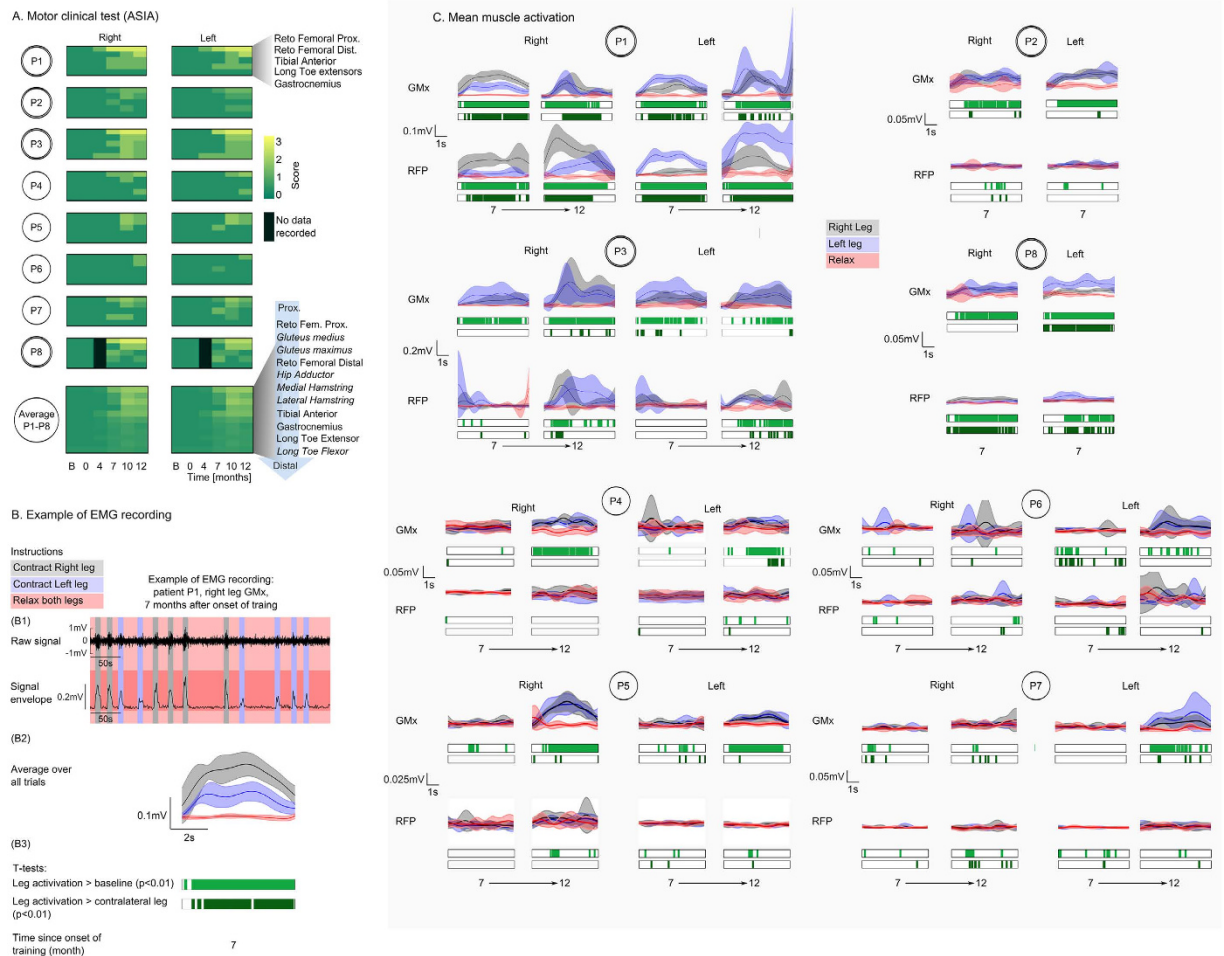 A. Motor clinical test (ASIA)
Right
Left
Reto Femoral Prox.
Reto Femoral Dist.
Tibial Anterior
Long Toe extensors
Gastrocnemius
P1
P2
P3
P4
P5
P6
P7
P8
Average
P1-P8
3
2
1
0
Score
No data
recorded
Prox.
Reto Fem. Prox.
Gluteus medius
Gluteus maximus
Reto Femoral Distal
Hip Adductor
Medial Hamstring
Lateral Hamstring
Tibial Anterior
Gastrocnemius
Long Toe Extensor
Long Toe Flexor
Distal
B 0 4 7 10 12
B 0 4 7 10 12
Time [months]
B. Example of EMG recording
Instructions
Contract Right leg
Contract Left leg
Relax both legs
Example of EMG recording:
patient P1, right leg GMx,
7 months after onset of traing
(B1)
Raw signal
1mV
0
-1mV
50s
Signal
envelope
0.2mV
50s
(B2)
Average over
all trials
0.1mV
2s
(B3)
T-tests:
Leg activation > baseline (p<0.01)
Leg activivation > contralateral leg
(p<0.01)
Time since onset of
training (month)
7
C. Mean muscle activation
Right
P1
Left
GMx
0.1mV
1s
RFP
7
12
7
12
Right
P2
Left
GMx
0.05mV
1s
RFP
7
7
Right Leg
Left leg
Relax
Right
P3
Left
GMx
0.2mV
1s
RFP
7
12
7
12
Right
P8
Left
GMx
0.05mV
1s
RFP
7
7
Right
P4
Left
GMx
0.05mV
1s
RFP
7
12
7
12
Right
P6
Left
GMx
0.05mV
1s
RFP
7
12
7
12
Right
P5
Left
GMx
0.025mV
1s
RFP
7
12
7
12
Right
P7
Left
GMx
0.05mV
1s
RFP
7
12
7
12